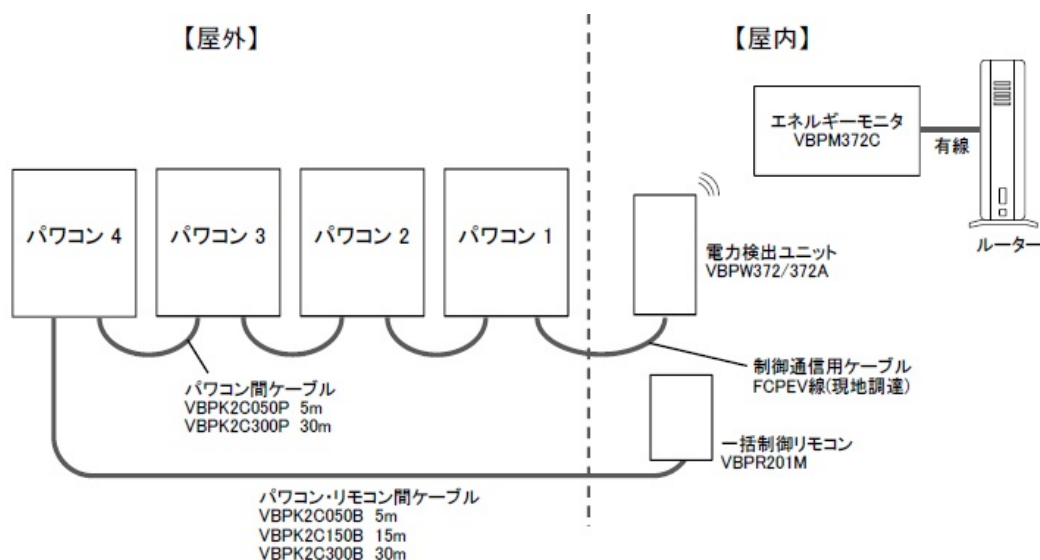 【屋外】
【屋内】
エネルギーモニタ
VBPM372C
有線
ルーター
パワコン 4
パワコン 3
パワコン 2
パワコン 1
電力検出ユニット
VBPW372/372A
パワコン間ケーブル
VBPK2C050P 5m
VBPK2C300P 30m
制御通信用ケーブル
FCPEV線(現地調達)
一括制御リモコン
VBPR201M
パワコン・リモコン間ケーブル
VBPK2C050B 5m
VBPK2C150B 15m
VBPK2C300B 30m